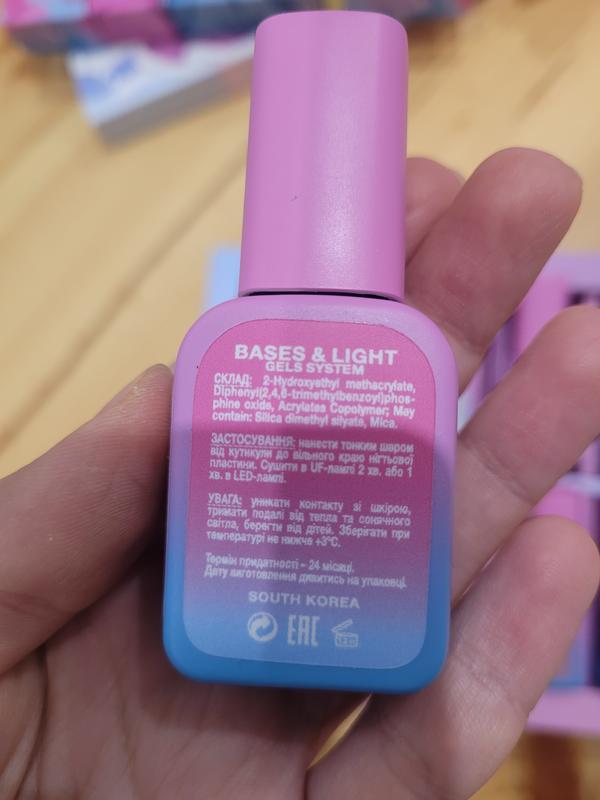 BASES & LIGHT
GELS SYSTEM
СКЛАД: 2-Hydroxyethyl methacrylate,
Diphenyl(2,4,6-trimethylbenzoyl)phos-
phine oxide, Acrylates Copolymer; May
contain: Silica dimethyl silyate, Mica.
ЗАСТОСУВАННЯ: нанести тонким шаром
від кутикули до вільного краю нігтьової
пластини. Сушити в UF-лампі 2 хв. або 1
хв. в LED-лампі.
УВАГА: уникати контакту зі шкірою,
тримати подалі від тепла та сонячного
світла, берегти від дітей. Зберігати при
температурі не нижче +3°C.
Термін придатності – 24 місяці.
Дату виготовлення дивитись на упаковці.
SOUTH KOREA
EAC